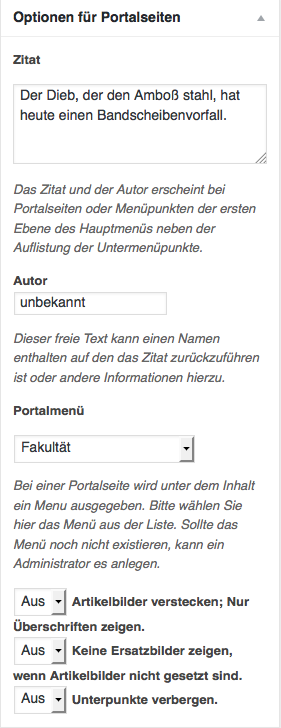 Optionen für Portalseiten
Zitat
Der Dieb, der den Amboß stahl, hat
heute einen Bandscheibenvorfall.
Das Zitat und der Autor erscheint bei
Portalseiten oder Menüpunkten der ersten
Ebene des Hauptmenüs neben der
Auflistung der Untermenüpunkte.
Autor
unbekannt
Dieser freie Text kann einen Namen
enthalten auf den das Zitat zurückzuführen
ist oder andere Informationen hierzu.
Portalmenü
Fakultät
Bei einer Portalseite wird unter dem Inhalt
ein Menu ausgegeben. Bitte wählen Sie
hier das Menü aus der Liste. Sollte das
Menü noch nicht existieren, kann ein
Administrator es anlegen.
Aus Artikelbilder verstecken; Nur
Überschriften zeigen.
Aus Keine Ersatzbilder zeigen,
wenn Artikelbilder nicht gesetzt sind.
Aus Unterpunkte verbergen.